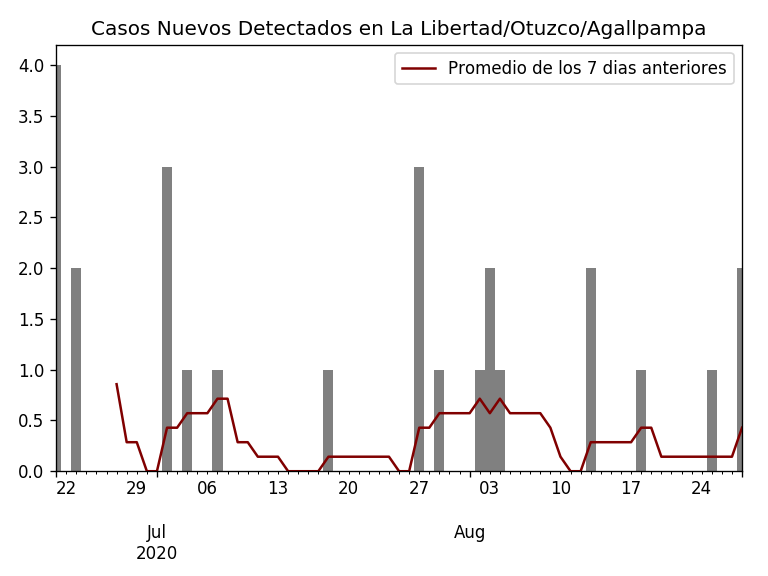 Casos Nuevos Detectados en La Libertad/Otuzco/Agallpampa
Promedio de los 7 dias anteriores
4.0
3.5
3.0
2.5
2.0
1.5
1.0
0.5
0.0
22 29 06 13 20 27 03 10 17 24
Jul Aug
2020